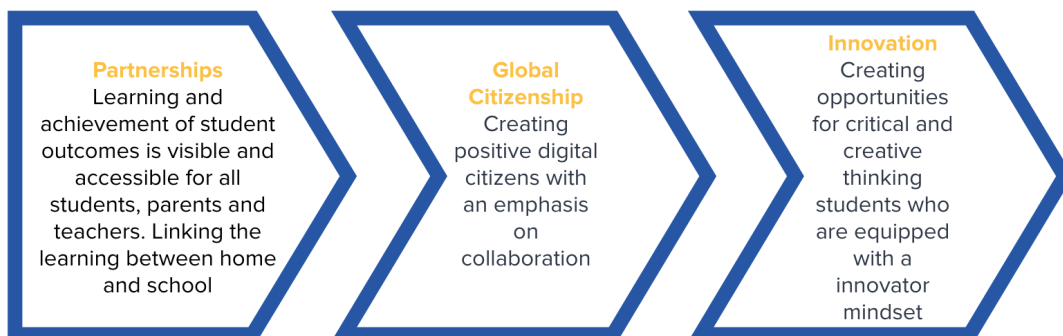 Partnerships
Learning and
achievement of student
outcomes is visible and
accessible for all
students, parents and
teachers. Linking the
learning between home
and school
Global
Citizenship
Creating
positive digital
citizens with
an emphasis
on
collaboration
Innovation
Creating
opportunities
for critical and
creative
thinking
students who
are equipped
with a
innovator
mindset